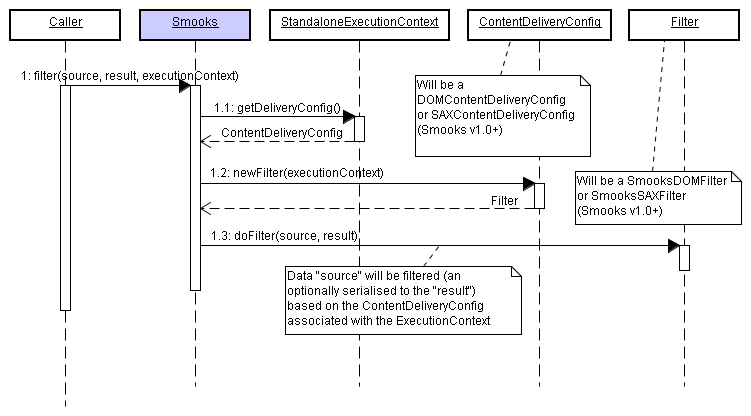 Caller
Smooks
StandaloneExecutionContext
ContentDeliveryConfig
Filter
1: filter(source, result, executionContext)
Will be a
DOMContentDeliveryConfig
or SAXContentDeliveryConfig
(Smooks v1.0+)
1.1: getDeliveryConfig()
ContentDeliveryConfig
1.2: newFilter(executionContext)
Will be a SmooksDOMFilter
or SmooksSAXFilter
(Smooks v1.0+)
Filter
1.3: doFilter(source, result)
Data "source" will be filtered (an
optionally serialised to the "result")
based on the ContentDeliveryConfig
associated with the ExecutionContext